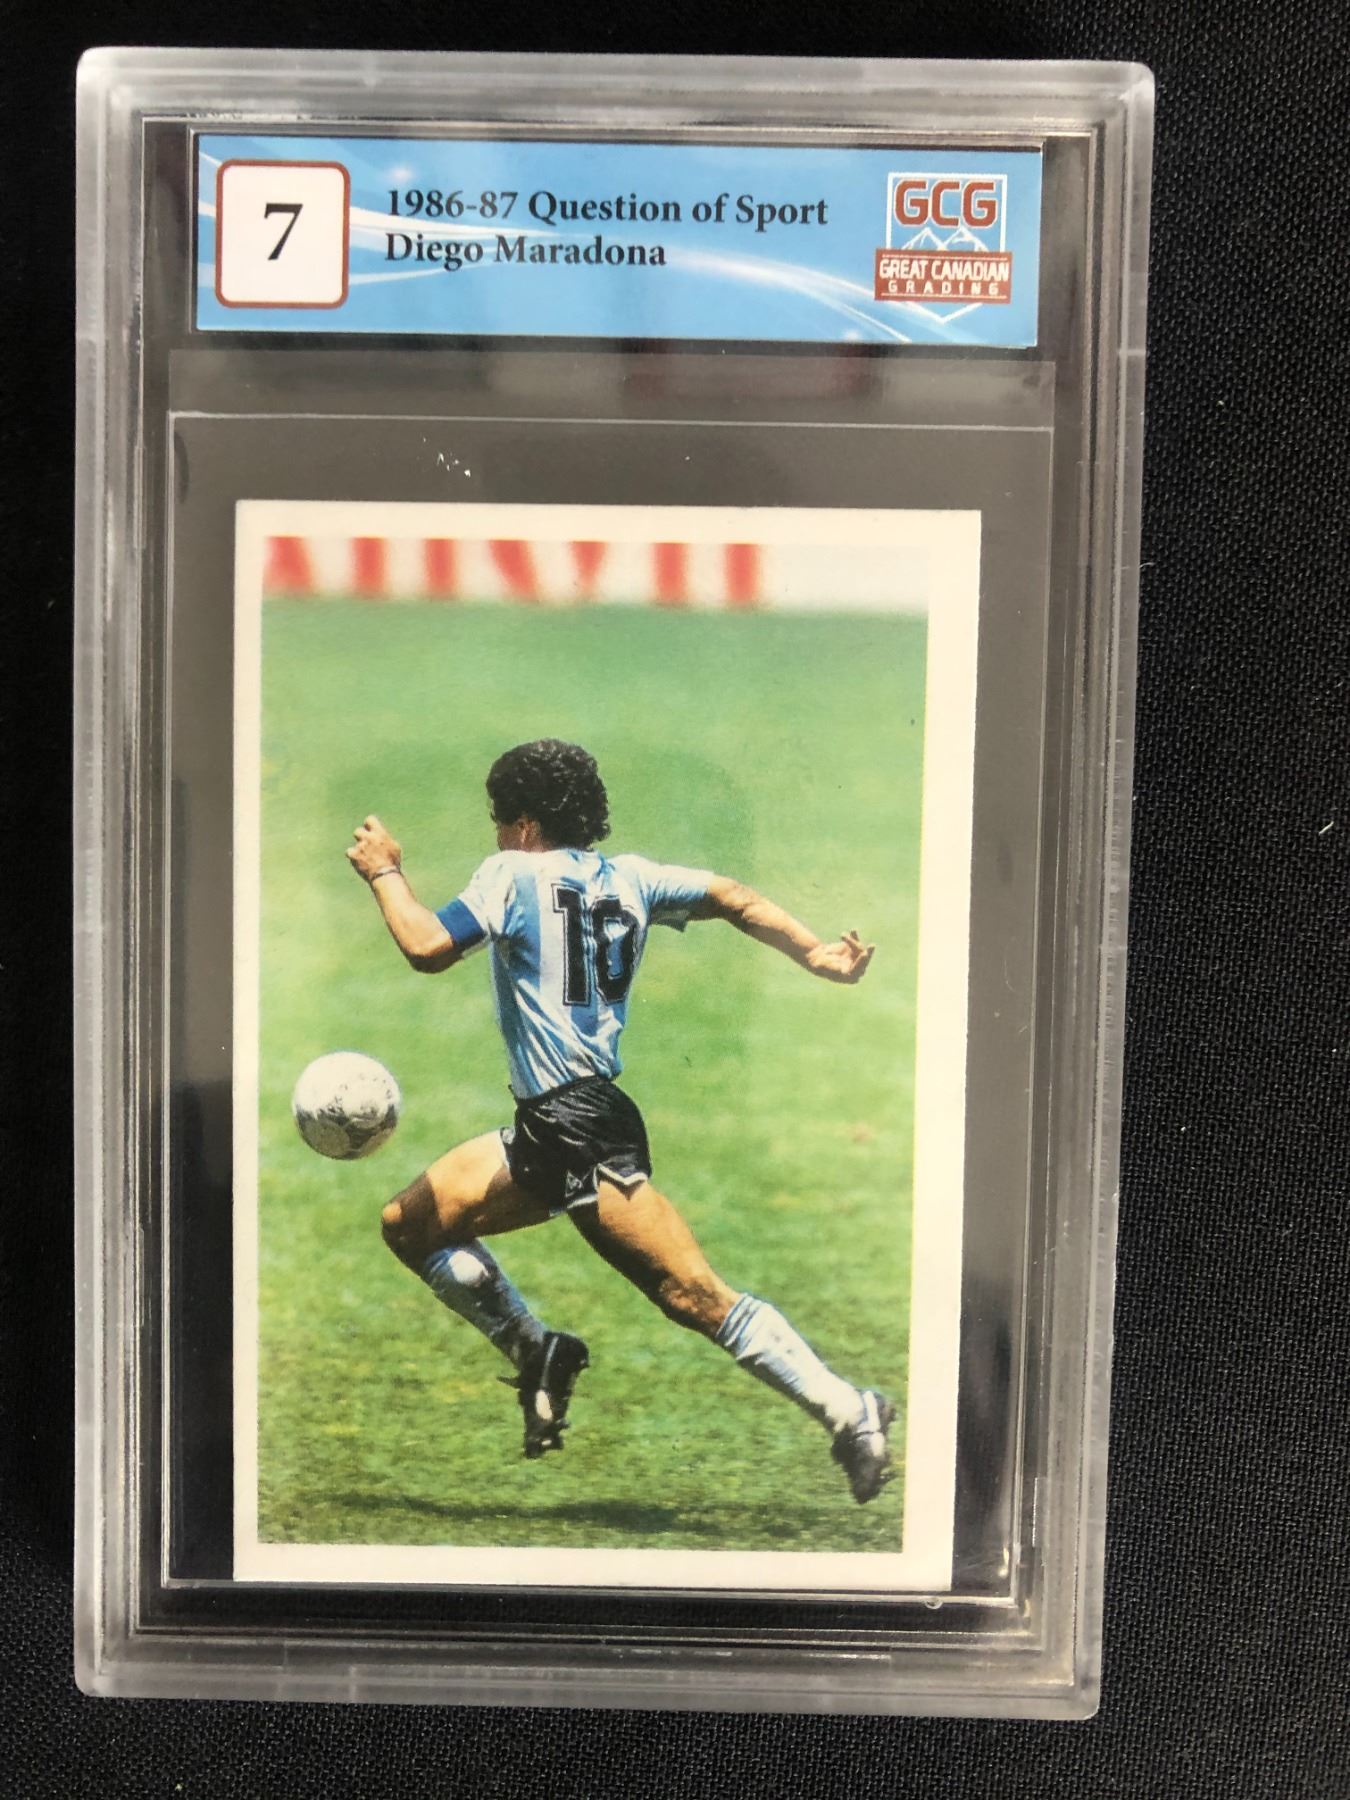 7
1986-87 Question of Sport
Diego Maradona
GCG
GREAT CANADIAN
GRADING
10